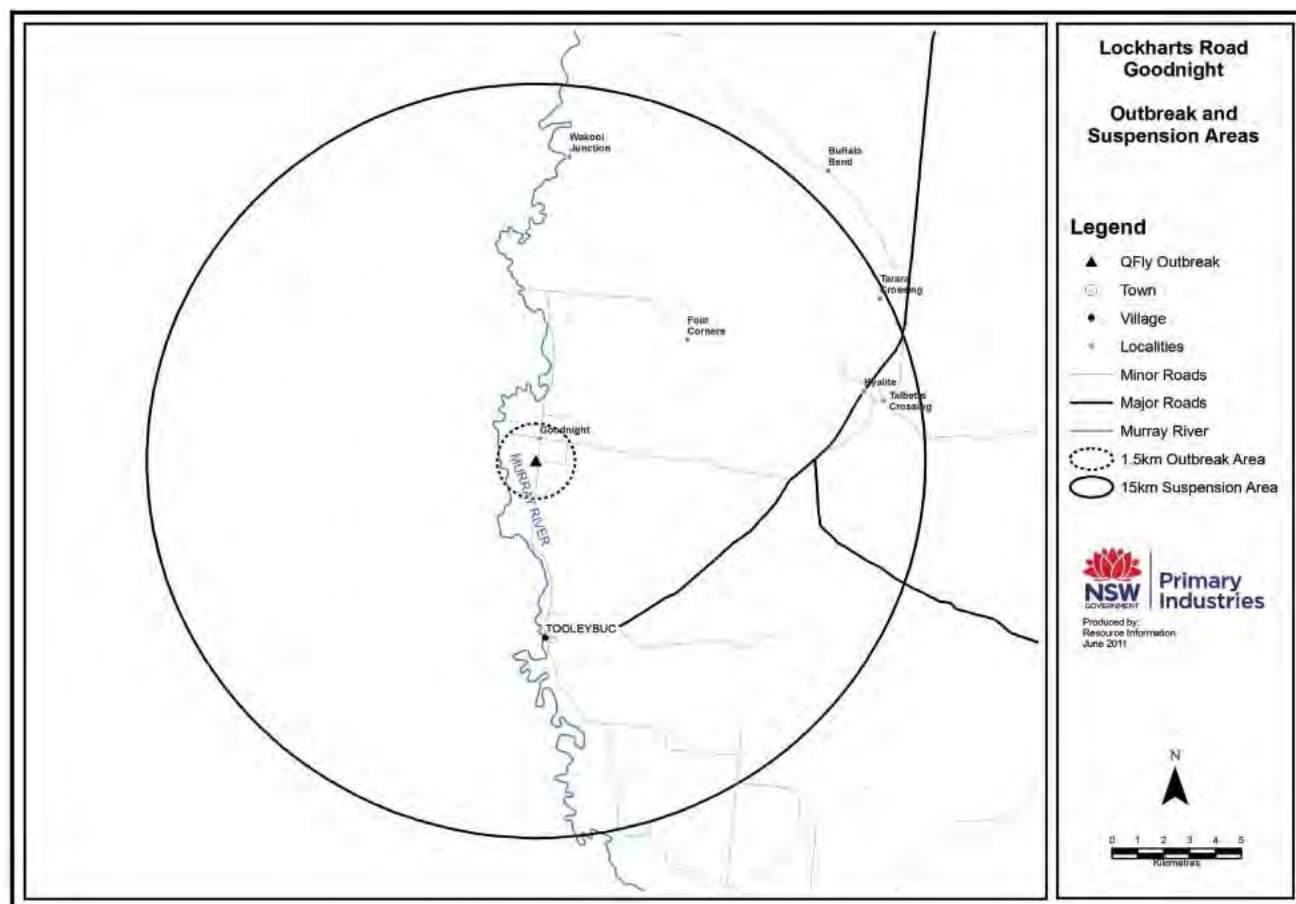 Wakool
Junction
Buffalo
Bend
Tarara
Crossing
Four
Corners
Kyalite
Talbetts
Crossing
Goodnight
MURRAY RIVER
TOOLEYBUC
Lockharts Road
Goodnight
Outbreak and
Suspension Areas
Legend
QFly Outbreak
Town
Village
Localities
Minor Roads
Major Roads
Murray River
1.5km Outbreak Area
15km Suspension Area
NSW
GOVERNMENT
Primary
Industries
Produced by:
Resource Information
June 2011
N
0 1 2 3 4 5
Kilometres